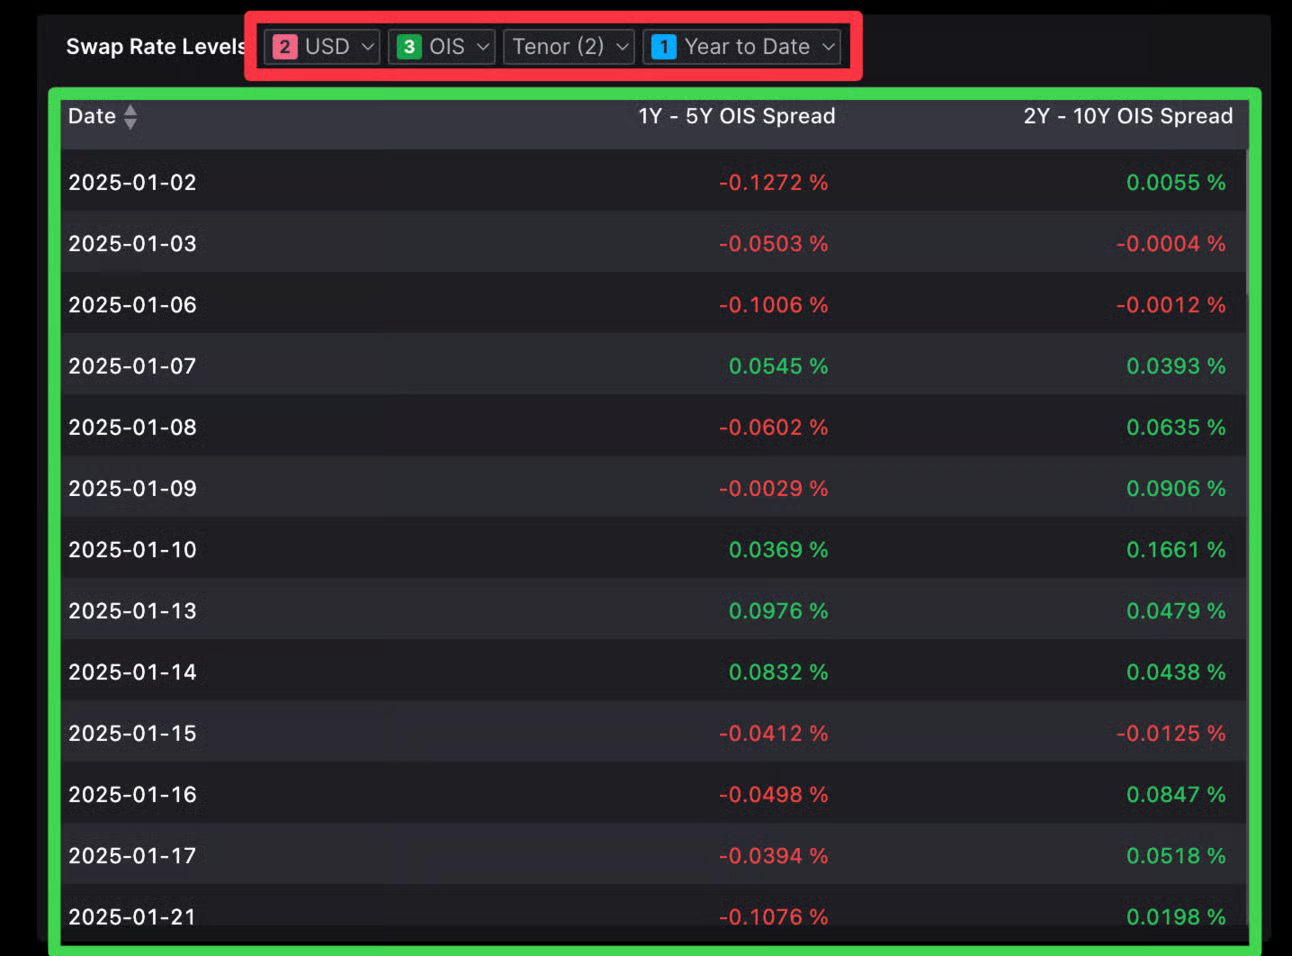 Swap Rate Levels 2 USD 3 OIS Tenor (2) 1 Year to Date
Date 1Y - 5Y OIS Spread 2Y - 10Y OIS Spread
2025-01-02 -0.1272 % 0.0055 %
2025-01-03 -0.0503 % -0.0004 %
2025-01-06 -0.1006 % -0.0012 %
2025-01-07 0.0545 % 0.0393 %
2025-01-08 -0.0602 % 0.0635 %
2025-01-09 -0.0029 % 0.0906 %
2025-01-10 0.0369 % 0.1661 %
2025-01-13 0.0976 % 0.0479 %
2025-01-14 0.0832 % 0.0438 %
2025-01-15 -0.0412 % -0.0125 %
2025-01-16 -0.0498 % 0.0847 %
2025-01-17 -0.0394 % 0.0518 %
2025-01-21 -0.1076 % 0.0198 %